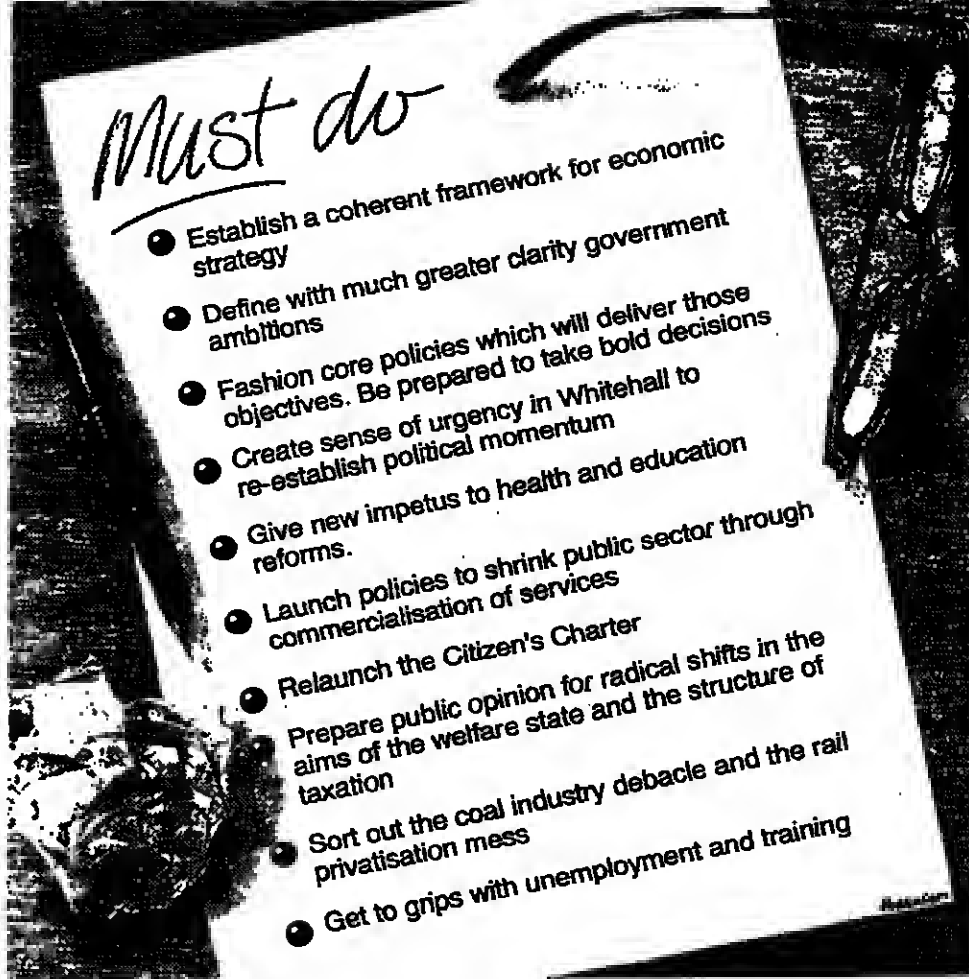 Must do
Establish a coherent framework for economic
strategy
Define with much greater clarity government
ambitions
Fashion core policies which will deliver those
objectives. Be prepared to take bold decisions
Create sense of urgency in Whitehall to
re-establish political momentum
Give new impetus to health and education
reforms.
Launch policies to shrink public sector through
commercialisation of services
Relaunch the Citizen's Charter
Prepare public opinion for radical shifts in the
aims of the welfare state and the structure of
taxation
Sort out the coal industry debacle and the rail
privatisation mess
Get to grips with unemployment and training